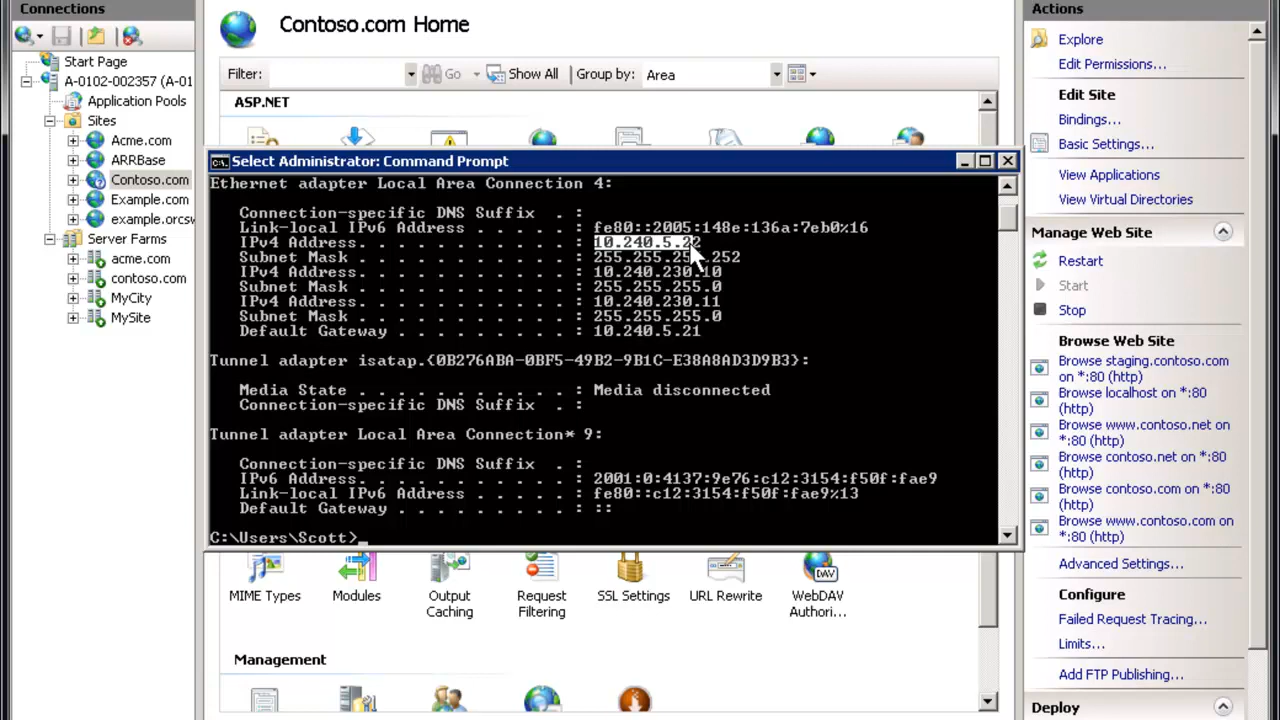 Connections
Start Page
A-0102-002357 (A-01
Application Pools
Sites
Acme.com
ARRBase
Contoso.com
Example.com
example.orcsw
Server Farms
acme.com
contoso.com
MyCity
MySite
Contoso.com Home
Filter:
Go
Show All
Group by:
Area
ASP.NET
Select Administrator: Command Prompt
Ethernet adapter Local Area Connection 4:
Connection-specific DNS Suffix . :
Link-local IPv6 Address . . . . . : fe80::2005:148e:136a:7eb0%16
IPv4 Address. . . . . . . . . . . : 10.240.5.22
Subnet Mask . . . . . . . . . . . : 255.255.255.252
IPv4 Address. . . . . . . . . . . : 10.240.230.10
Subnet Mask . . . . . . . . . . . : 255.255.255.0
IPv4 Address. . . . . . . . . . . : 10.240.230.11
Subnet Mask . . . . . . . . . . . : 255.255.255.0
Default Gateway . . . . . . . . . : 10.240.5.21
Tunnel adapter isatap.{0B276ABA-0BF5-49B2-9B1C-E38A8AD3D9B3}:
Media State . . . . . . . . . . . : Media disconnected
Connection-specific DNS Suffix . :
Tunnel adapter Local Area Connection* 9:
Connection-specific DNS Suffix . :
IPv6 Address. . . . . . . . . . . : 2001:0:4137:9e76:c12:3154:f50f:fae9
Link-local IPv6 Address . . . . . : fe80::c12:3154:f50f:fae9%13
Default Gateway . . . . . . . . . : ::
C:\Users\Scott>_
MIME Types
Modules
Output
Caching
Request
Filtering
SSL Settings
URL Rewrite
DAV
WebDAV
Authori...
Management
Actions
Explore
Edit Permissions...
Edit Site
Bindings...
Basic Settings...
View Applications
View Virtual Directories
Manage Web Site
Restart
Start
Stop
Browse Web Site
Browse staging.contoso.com
on *:80 (http)
Browse localhost on *:80
(http)
Browse www.contoso.net on
*:80 (http)
Browse contoso.net on *:80
(http)
Browse contoso.com on *:80
(http)
Browse www.contoso.com on
*:80 (http)
Advanced Settings...
Configure
Failed Request Tracing...
Limits...
Add FTP Publishing...
Deploy